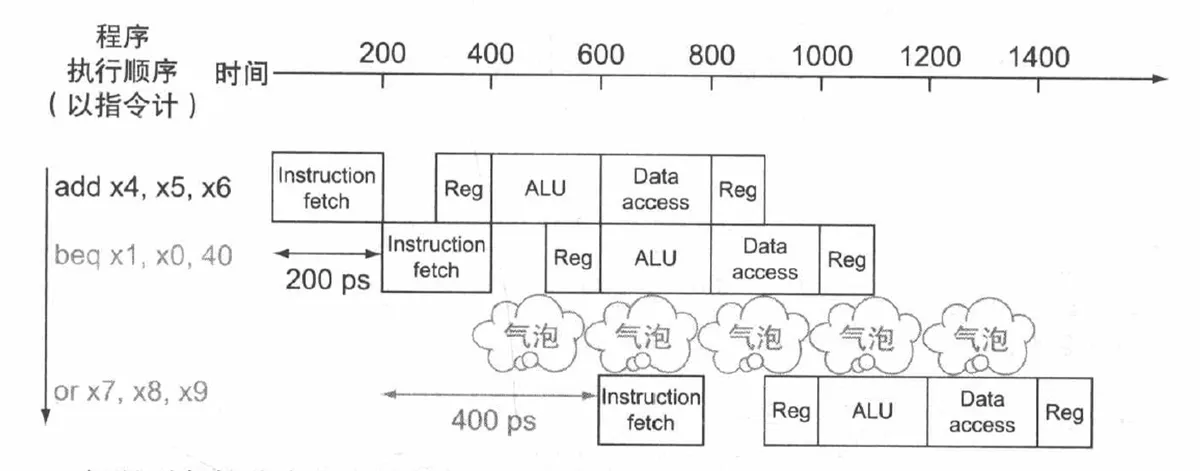 程序
执行顺序
（以指令计）
时间
200 400 600 800 1000 1200 1400
add x4, x5, x6
Instruction fetch
Reg
ALU
Data access
Reg
beq x1, x0, 40
200 ps
Instruction fetch
Reg
ALU
Data access
Reg
气泡 气泡 气泡 气泡 气泡
or x7, x8, x9
400 ps
Instruction fetch
Reg
ALU
Data access
Reg